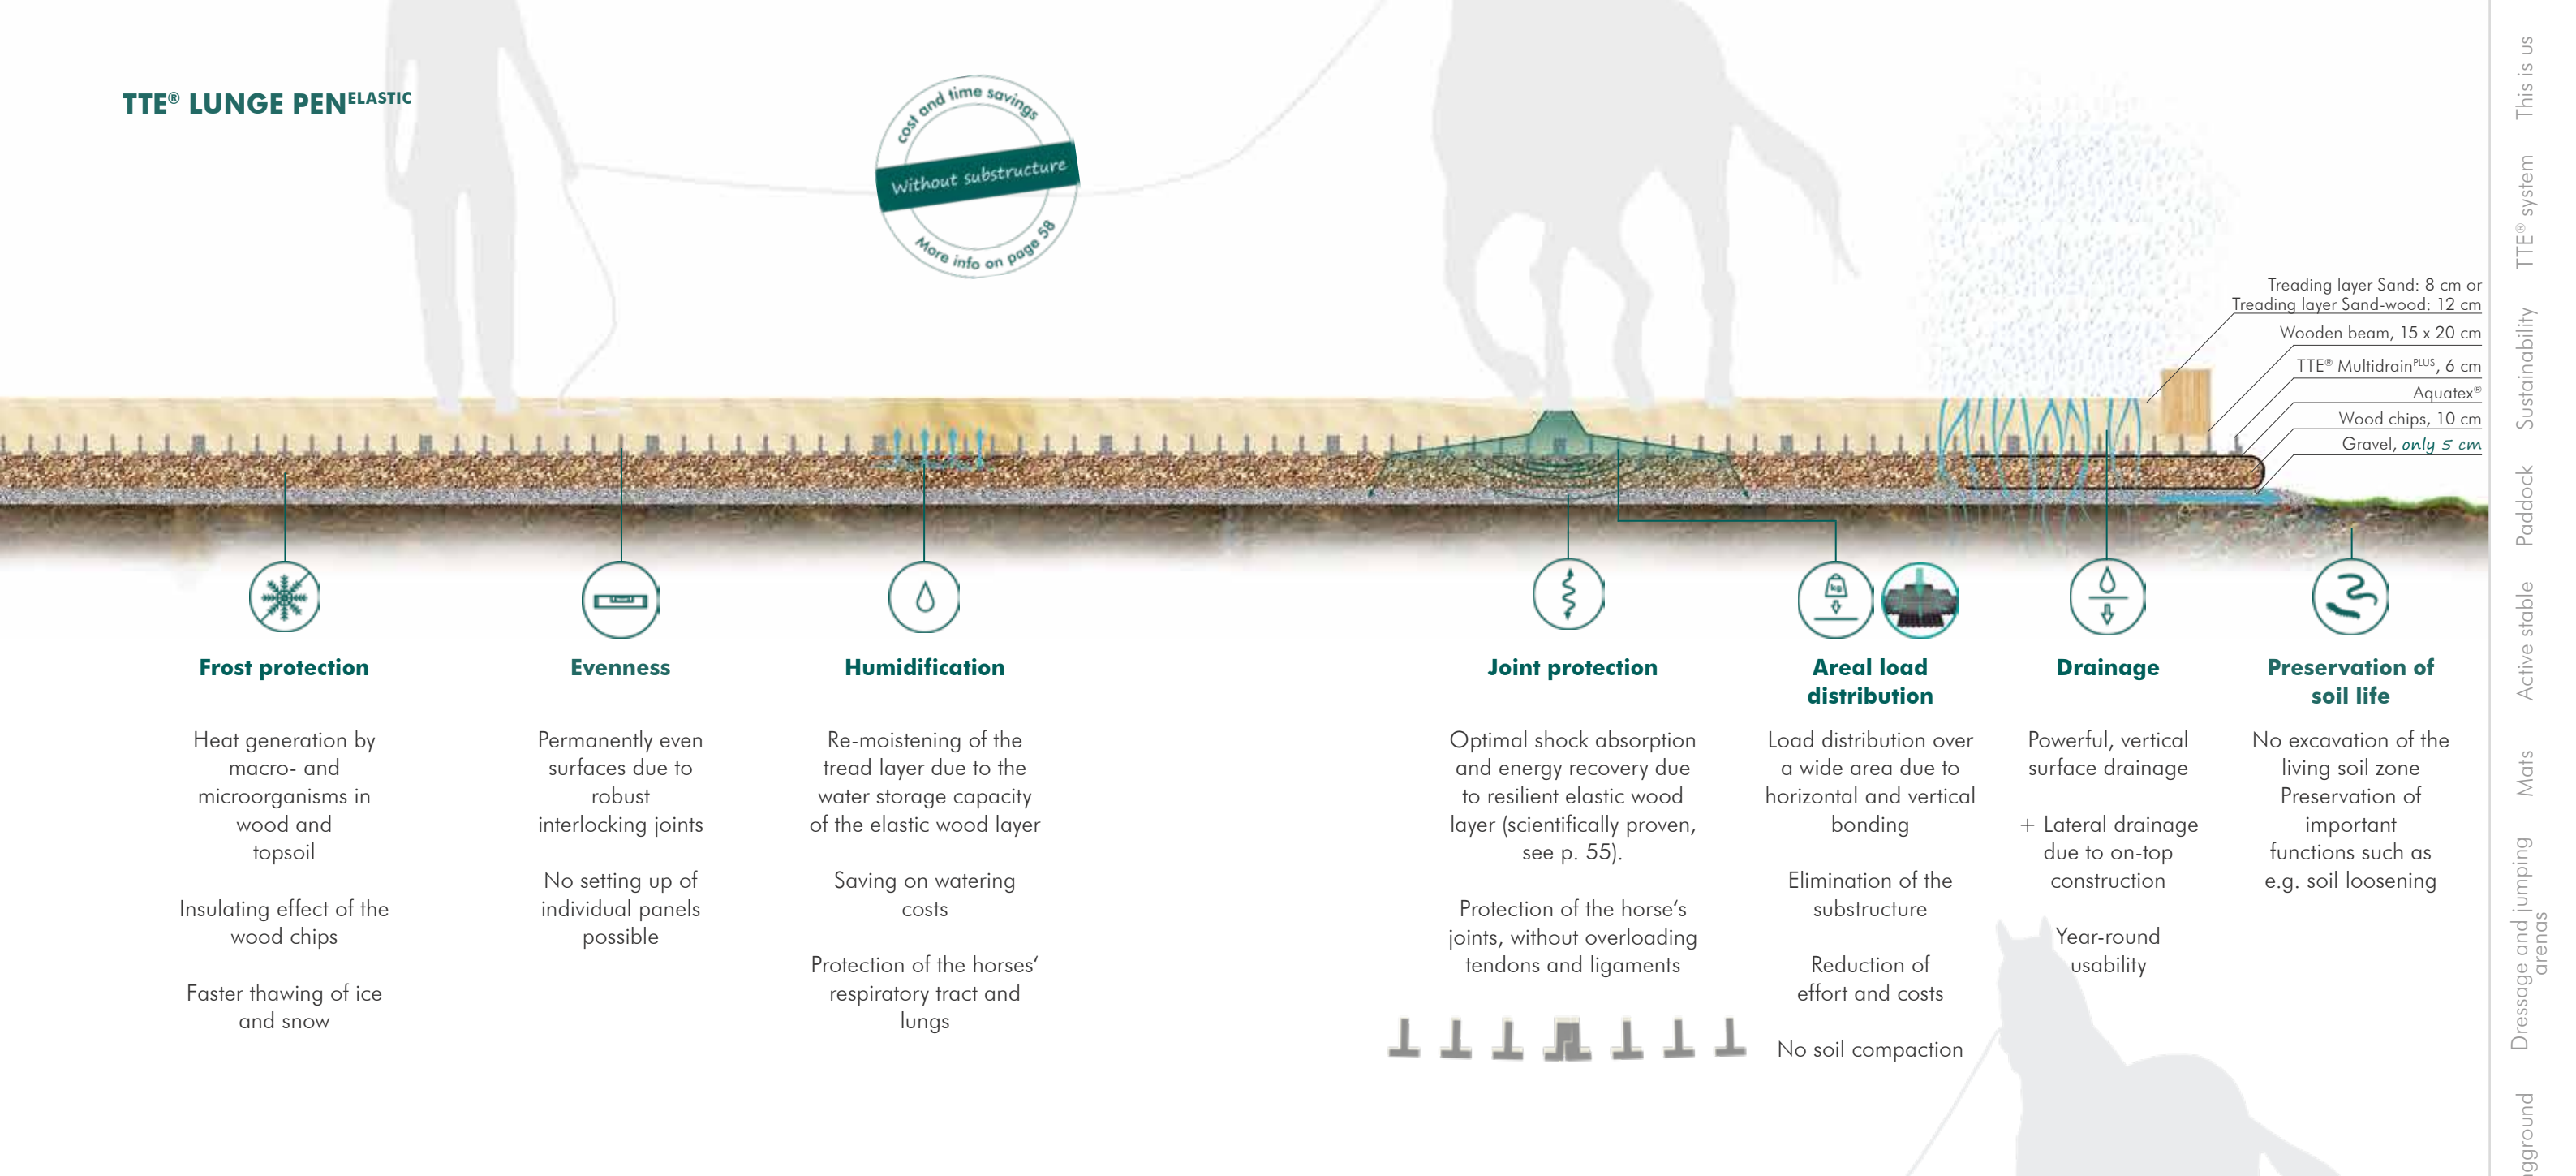 TTE® LUNGE PENELASTIC
cost and time savings
Without substructure
More info on page 58
Treading layer Sand: 8 cm or
Treading layer Sand-wood: 12 cm
Wooden beam, 15 x 20 cm
TTE® MultidrainPLUS, 6 cm
Aquatex®
Wood chips, 10 cm
Gravel, only 5 cm
kg
Frost protection
Heat generation by
macro- and
microorganisms in
wood and
topsoil
Insulating effect of the
wood chips
Faster thawing of ice
and snow
Evenness
Permanently even
surfaces due to
robust
interlocking joints
No setting up of
individual panels
possible
Humidification
Re-moistening of the
tread layer due to the
water storage capacity
of the elastic wood layer
Saving on watering
costs
Protection of the horses‘
respiratory tract and
lungs
Joint protection
Optimal shock absorption
and energy recovery due
to resilient elastic wood
layer (scientifically proven,
see p. 55).
Protection of the horse‘s
joints, without overloading
tendons and ligaments
Areal load
distribution
Load distribution over
a wide area due to
horizontal and vertical
bonding
Elimination of the
substructure
Reduction of
effort and costs
No soil compaction
Drainage
Powerful, vertical
surface drainage
+ Lateral drainage
due to on-top
construction
Year-round
usability
Preservation of
soil life
No excavation of the
living soil zone
Preservation of
important
functions such as
e.g. soil loosening
This is us
TTE® system
Sustainability
Paddock
Active stable
Mats
Dressage and jumping
arenas